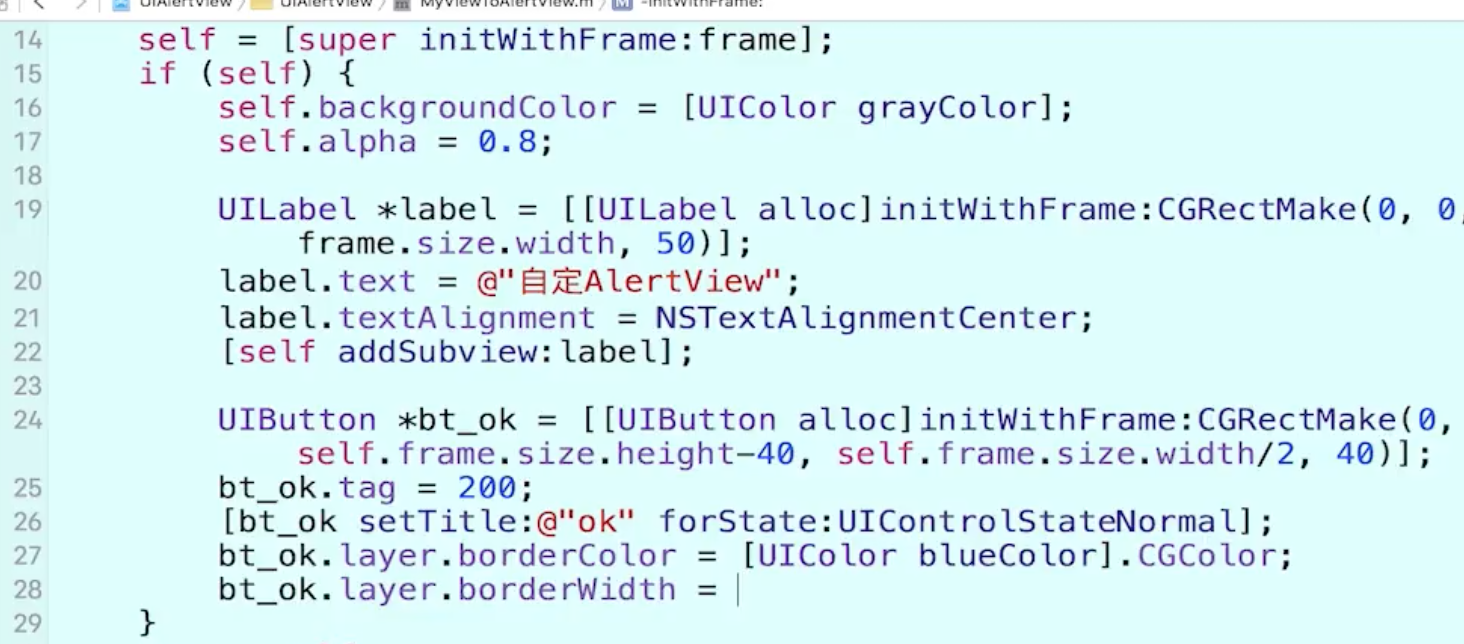 UIAlertView UIAlertView MyViewToAlertView.m M -initWithFrame:
14 self = [super initWithFrame:frame];
15 if (self) {
16 self.backgroundColor = [UIColor grayColor];
17 self.alpha = 0.8;
18
19 UILabel *label = [[UILabel alloc]initWithFrame:CGRectMake(0, 0,
frame.size.width, 50)];
20 label.text = @"自定AlertView";
21 label.textAlignment = NSTextAlignmentCenter;
22 [self addSubview:label];
23
24 UIButton *bt_ok = [[UIButton alloc]initWithFrame:CGRectMake(0,
self.frame.size.height-40, self.frame.size.width/2, 40)];
25 bt_ok.tag = 200;
26 [bt_ok setTitle:@"ok" forState:UIControlStateNormal];
27 bt_ok.layer.borderColor = [UIColor blueColor].CGColor;
28 bt_ok.layer.borderWidth =
29 }